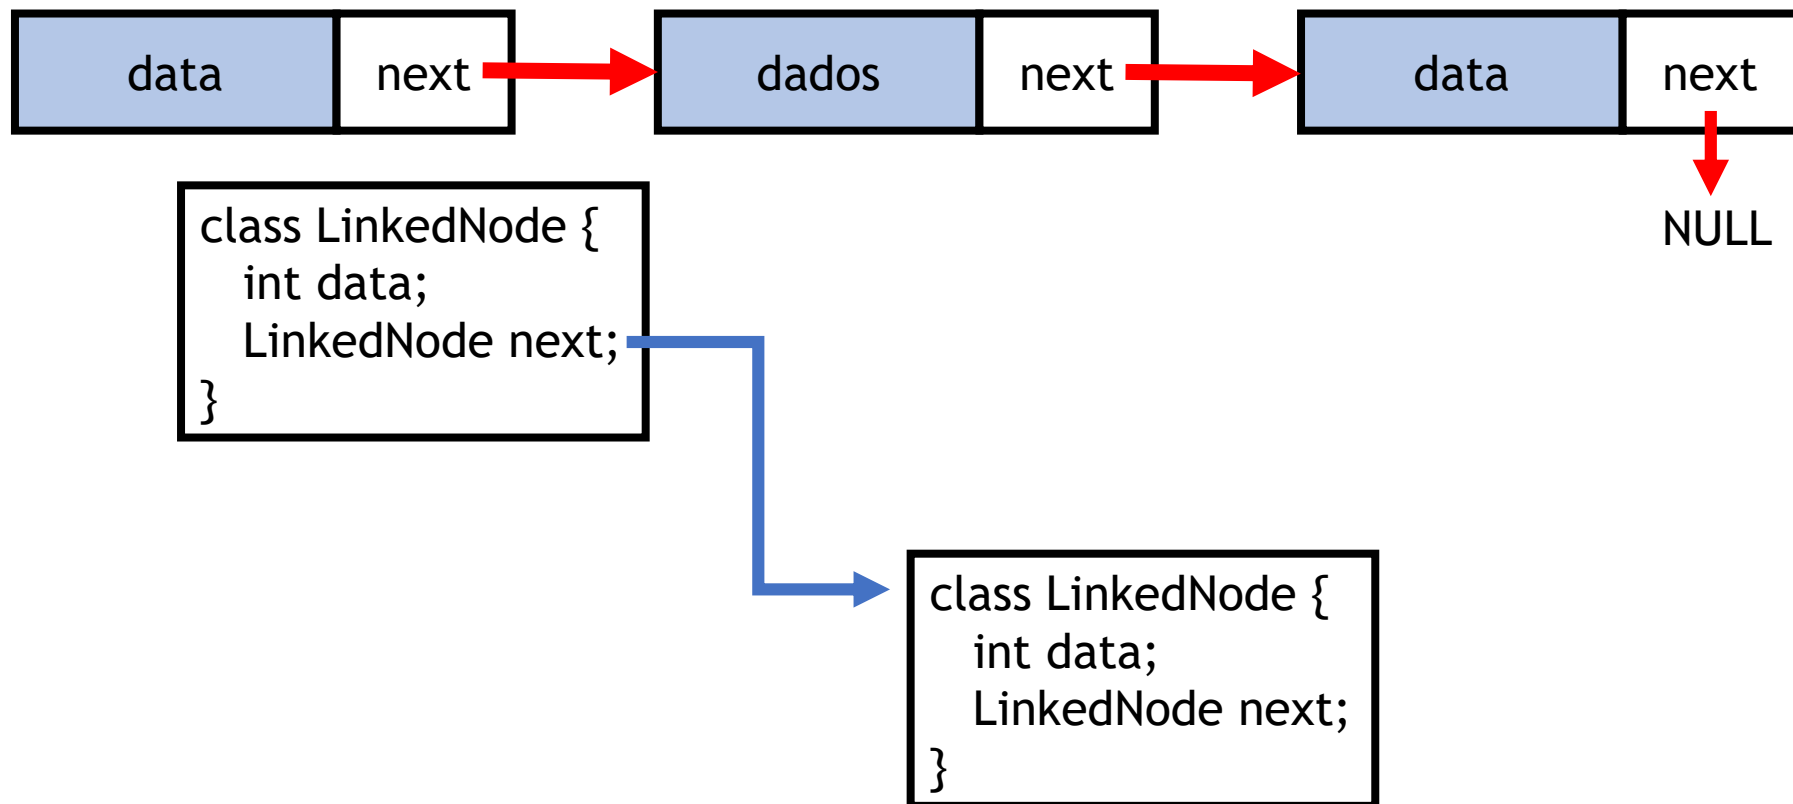 data next dados next data next
NULL
class LinkedNode {
int data;
LinkedNode next;
}
class LinkedNode {
int data;
LinkedNode next;
}